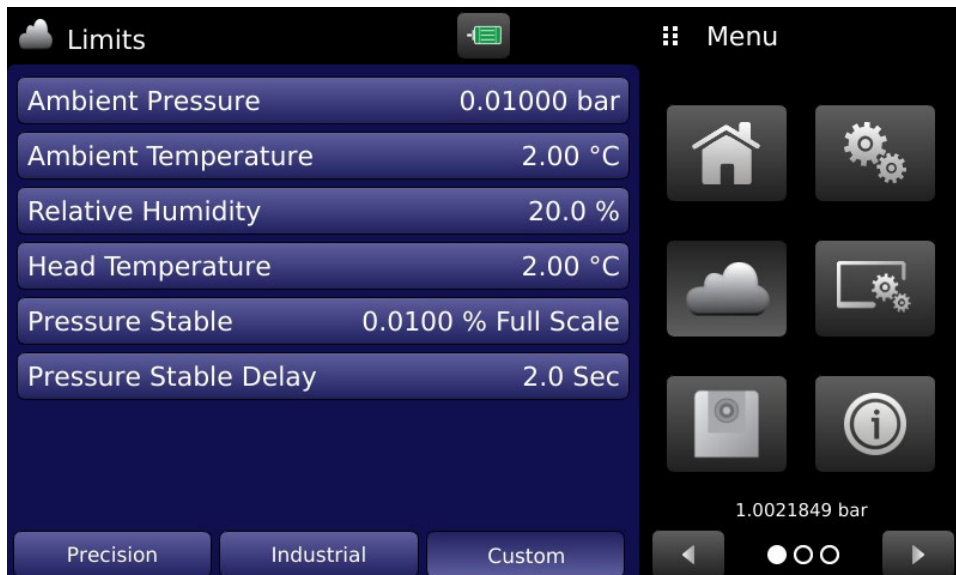 Limits
Menu
Ambient Pressure 0.01000 bar
Ambient Temperature 2.00 °C
Relative Humidity 20.0 %
Head Temperature 2.00 °C
Pressure Stable 0.0100 % Full Scale
Pressure Stable Delay 2.0 Sec
1.0021849 bar
Precision Industrial Custom